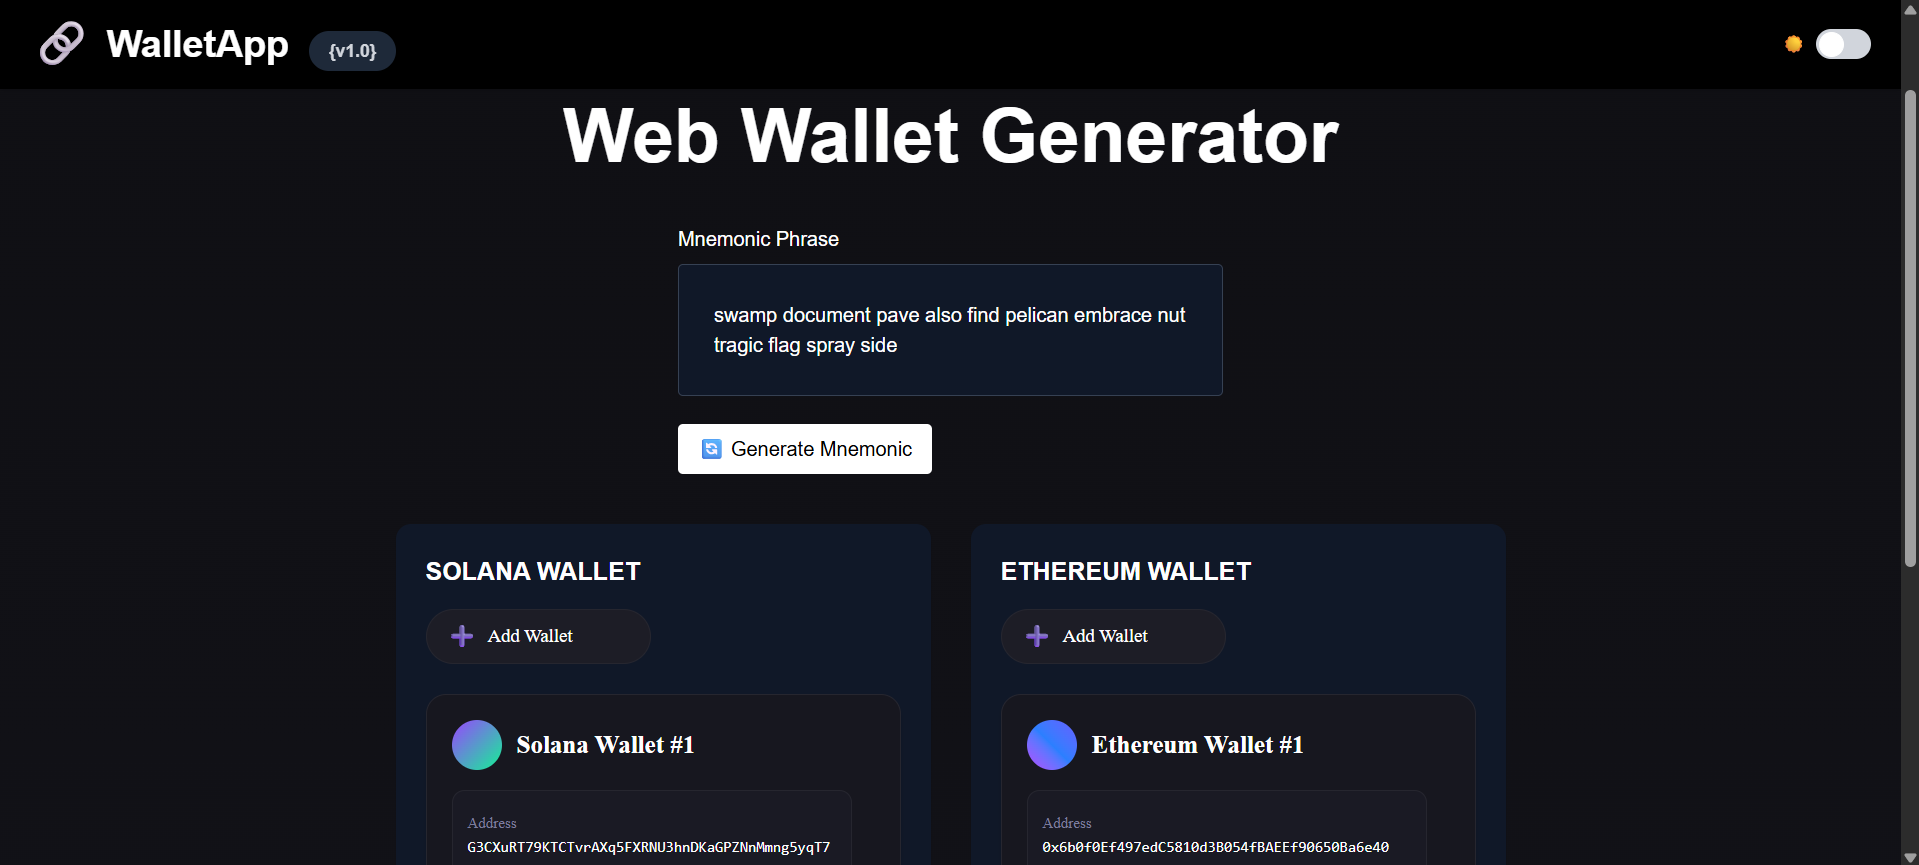 WalletApp {v1.0}
Web Wallet Generator
Mnemonic Phrase
swamp document pave also find pelican embrace nut
tragic flag spray side
Generate Mnemonic
SOLANA WALLET
Add Wallet
Solana Wallet #1
Address
G3CXuRT79KTCTvrAXq5FXRNU3hnDKaGPZNnMmng5yqT7
ETHEREUM WALLET
Add Wallet
Ethereum Wallet #1
Address
0x6b0f0Ef497edC5810d3B054fBAEEf90650Ba6e40